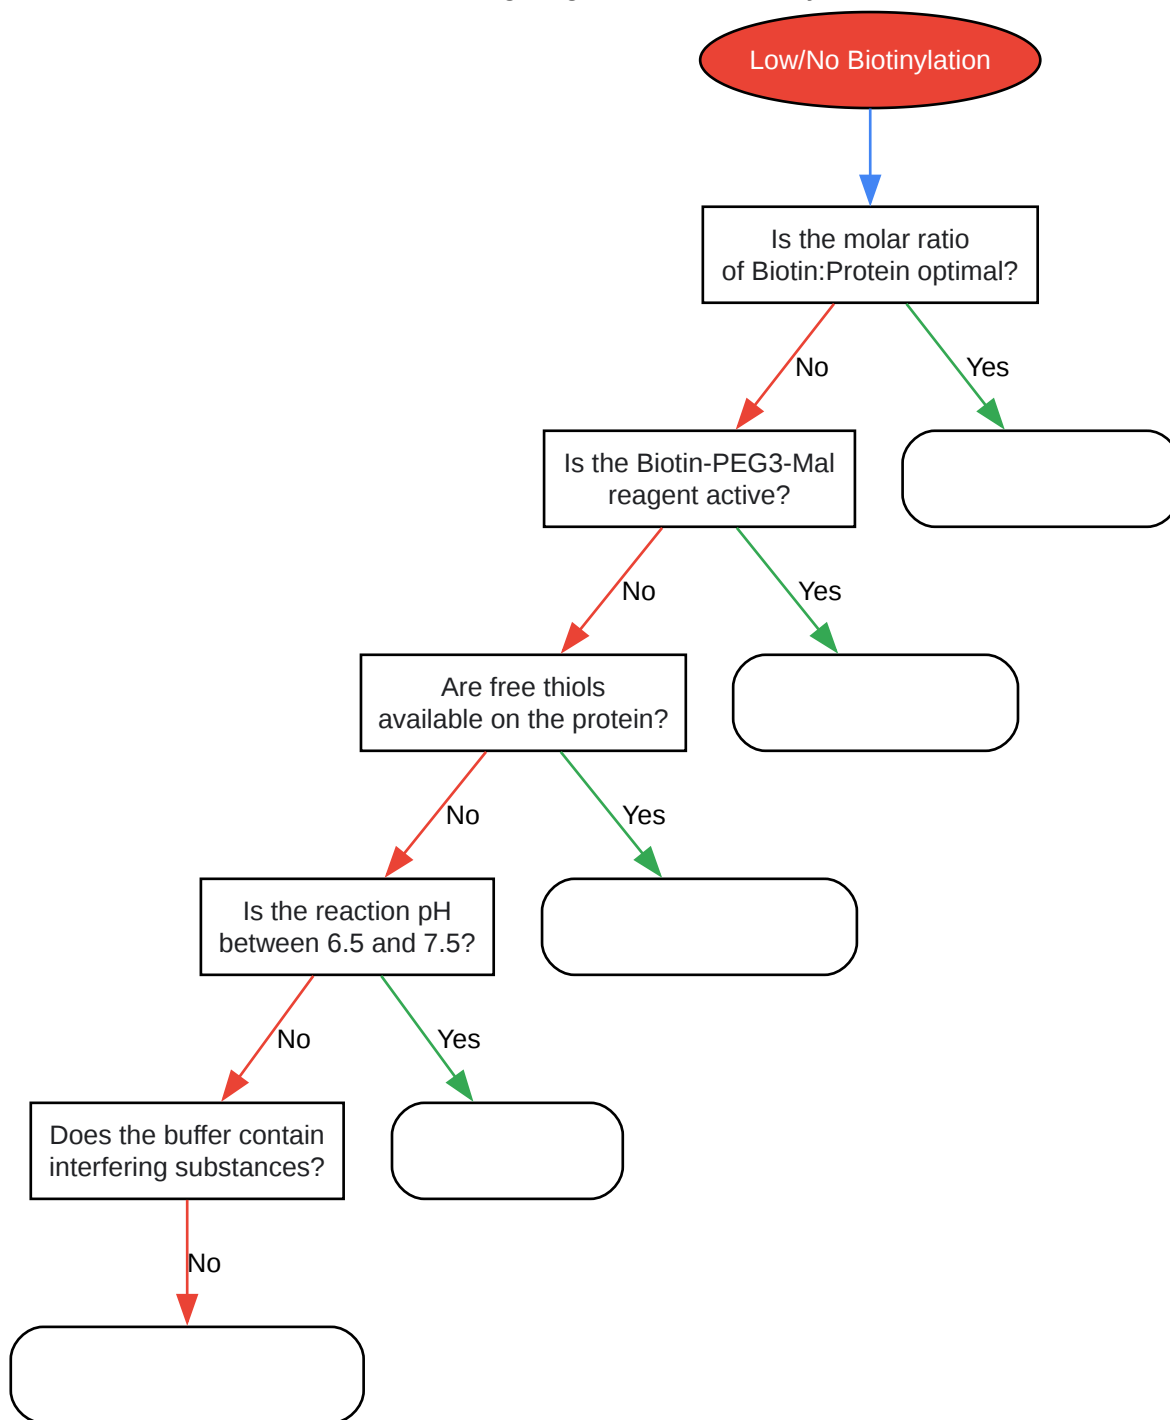 Low/No Biotinylation
Is the molar ratio
of Biotin:Protein optimal?
No
Yes
Is the Biotin-PEG3-Mal
reagent active?
No
Yes
Are free thiols
available on the protein?
No
Yes
Is the reaction pH
between 6.5 and 7.5?
No
Yes
Does the buffer contain
interfering substances?
No